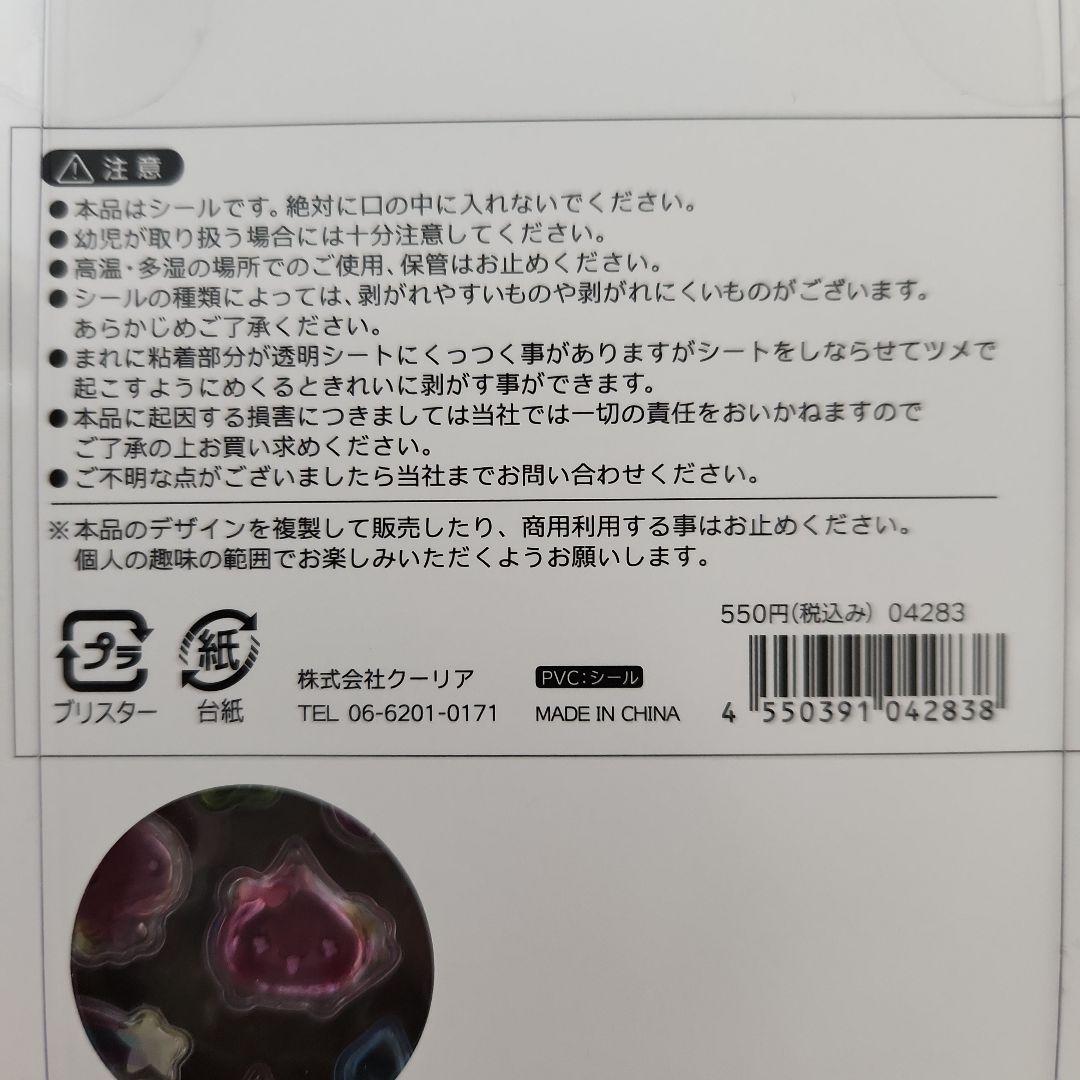 注意
●本品はシールです。絶対に口の中に入れないでください。
●幼児が取り扱う場合には十分注意してください。
●高温・多湿の場所でのご使用、保管はお止めください。
●シールの種類によっては、剥がれやすいものや剥がれにくいものがございます。
あらかじめご了承ください。
●まれに粘着部分が透明シートにくっつく事がありますがシートをしならせてツメで
起こすようにめくるときれいに剥がす事ができます。
●本品に起因する損害につきましては当社では一切の責任をおいかねますので
ご了承の上お買い求めください。
●ご不明な点がございましたら当社までお問い合わせください。
※本品のデザインを複製して販売したり、商用利用する事はお止めください。
個人の趣味の範囲でお楽しみいただくようお願いします。
プラ
ブリスター
紙
台紙
株式会社クーリア
TEL 06-6201-0171
PVC:シール
MADE IN CHINA
550円(税込み) 04283
4 550391 042838